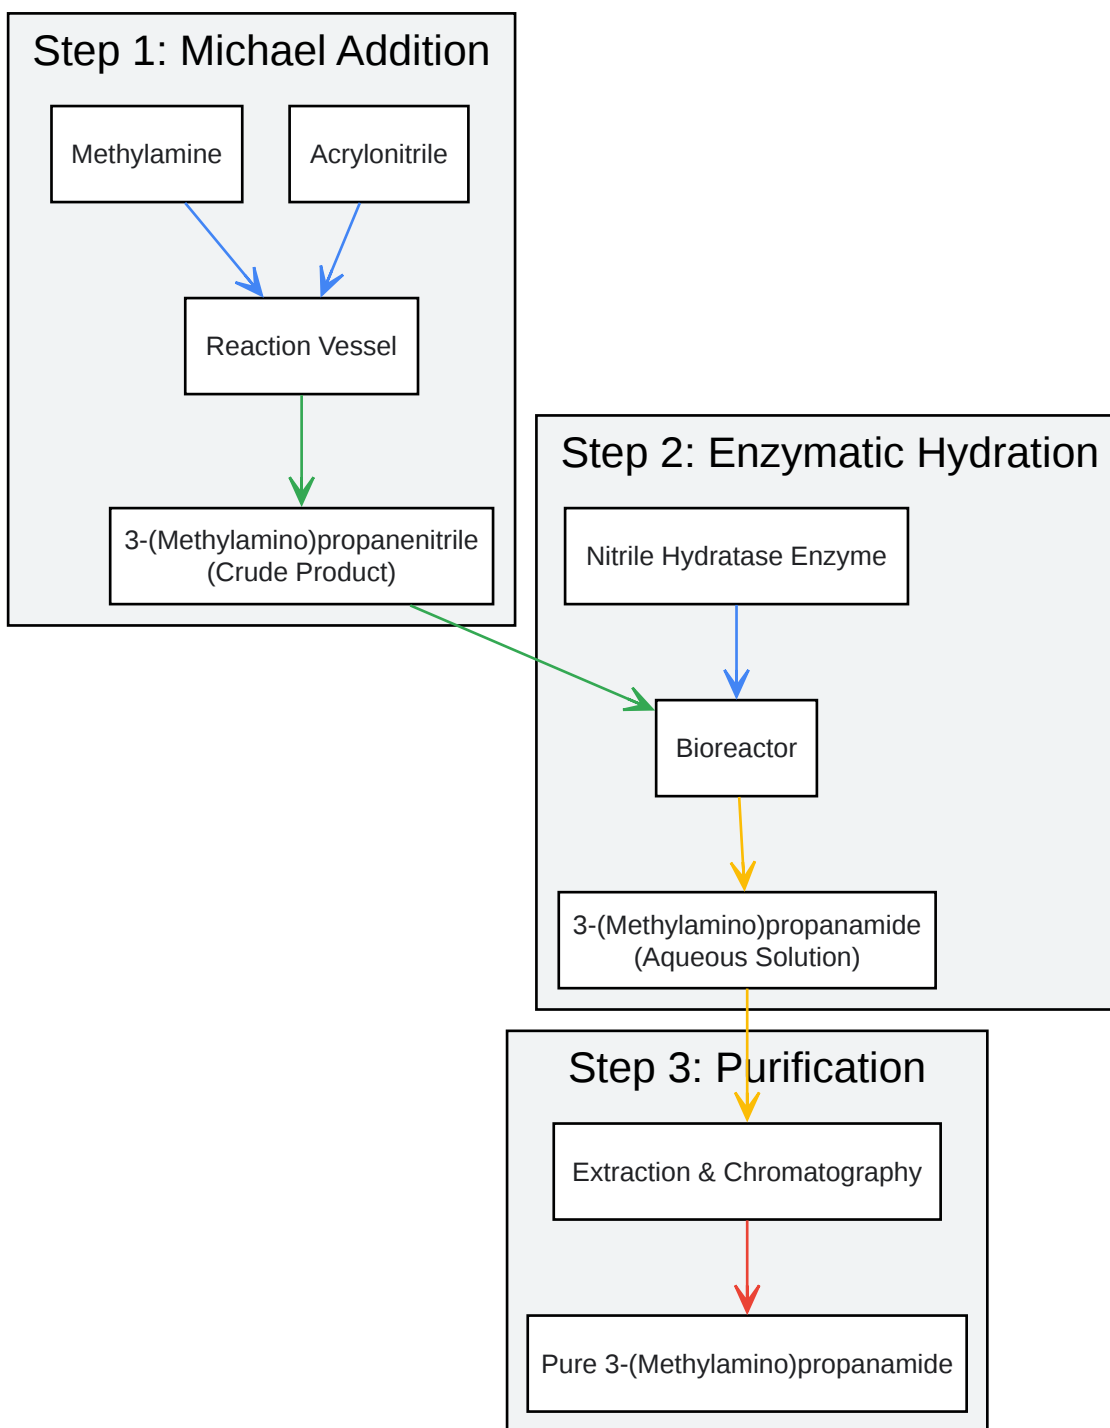 Step 1: Michael Addition
Methylamine
Acrylonitrile
Reaction Vessel
3-(Methylamino)propanenitrile
(Crude Product)
Step 2: Enzymatic Hydration
Nitrile Hydratase Enzyme
Bioreactor
3-(Methylamino)propanamide
(Aqueous Solution)
Step 3: Purification
Extraction & Chromatography
Pure 3-(Methylamino)propanamide